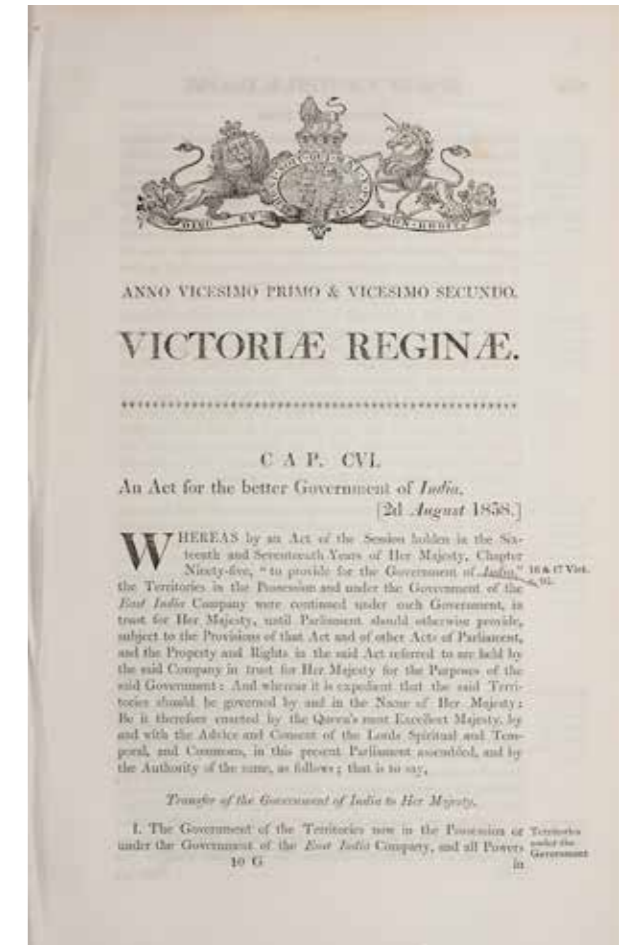 DIEU ET MON DROIT
ANNO VICESIMO PRIMO & VICESIMO SECUNDO.
VICTORIÆ REGINÆ.
CAP. CVI.
An Act for the better Government of India.
[2d August 1858.]
WHEREAS by an Act of the Session holden in the Six-
teenth and Seventeenth Years of Her Majesty, Chapter
Ninety-five, "to provide for the Government of India," 16 & 17 Vict.
the Territories in the Possession and under the Government of the c. 95.
East India Company were continued under such Government, in
trust for Her Majesty, until Parliament should otherwise provide,
subject to the Provisions of that Act and of other Acts of Parliament,
and the Property and Rights in the said Act referred to are held by
the said Company in trust for Her Majesty for the Purposes of the
said Government: And whereas it is expedient that the said Terri-
tories should be governed by and in the Name of Her Majesty:
Be it therefore enacted by the Queen's most Excellent Majesty, by
and with the Advice and Consent of the Lords Spiritual and Tem-
poral, and Commons, in this present Parliament assembled, and by
the Authority of the same, as follows; that is to say,
Transfer of the Government of India to Her Majesty.
I. The Government of the Territories now in the Possession or
under the Government of the East India Company, and all Powers
Territories
under the
Government
10 G
in